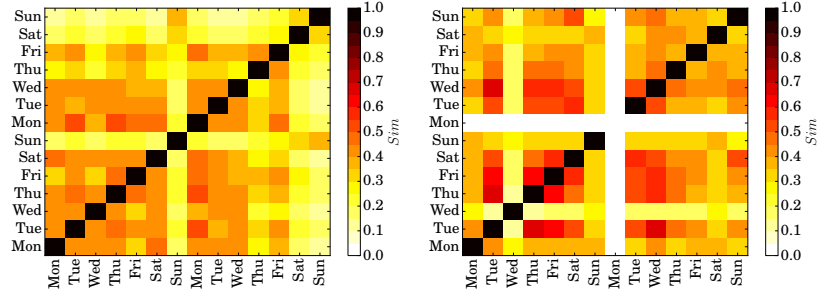 Sun
Sat
Fri
Thu
Wed
Tue
Mon
Sun
Sat
Fri
Thu
Wed
Tue
Mon
Mon
Tue
Wed
Thu
Fri
Sat
Sun
Mon
Tue
Wed
Thu
Fri
Sat
Sun
1.0
0.9
0.8
0.7
0.6
0.5
0.4
0.3
0.2
0.1
0.0
Sim
Sun
Sat
Fri
Thu
Wed
Tue
Mon
Sun
Sat
Fri
Thu
Wed
Tue
Mon
Mon
Tue
Wed
Thu
Fri
Sat
Sun
Mon
Tue
Wed
Thu
Fri
Sat
Sun
1.0
0.9
0.8
0.7
0.6
0.5
0.4
0.3
0.2
0.1
0.0
Sim